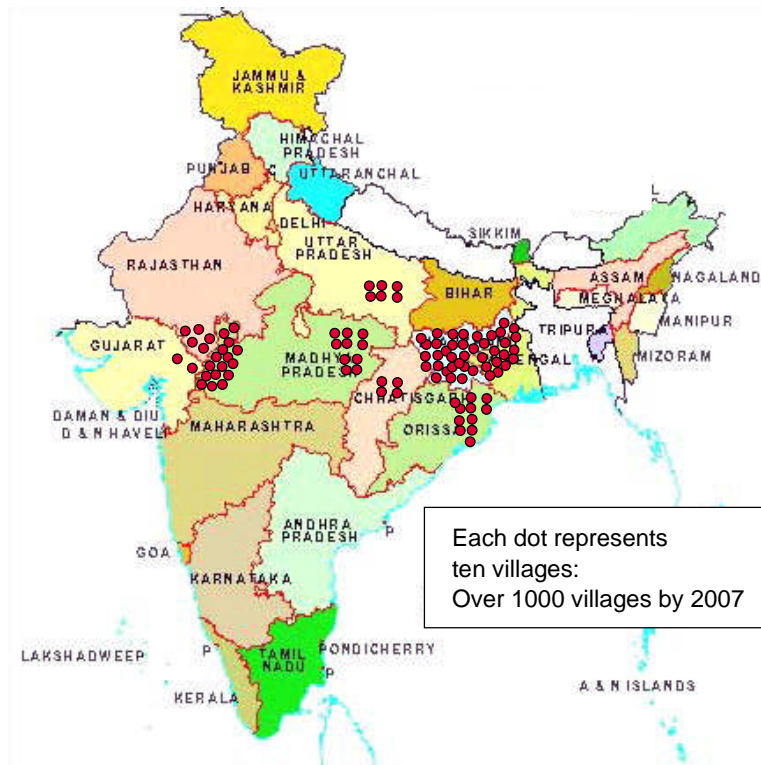 JAMMU &
KASHMIR
HIMACHAL
PRADESH
PUNJAB
C
UTTARANCHAL
HARYANA
DELHI
UTTAR
PRADESH
SIKKIM
RAJASTHAN
BIHAR
ASSAM
NAGALAND
MEGHALAYA
MANIPUR
TRIPURA
MIZORAM
GUJARAT
MADHYA
PRADESH
CHHATISGARH
DAMAN & DIU
D & N HAVELI
MAHARASHTRA
ORISSA
ANDHRA
PRADESH
P
GOA
KARNATAKA
Each dot represents
ten villages:
Over 1000 villages by 2007
LAKSHADWEEP
P
TAMIL
NADU
PONDICHERRY
P
KERALA
A & N ISLANDS